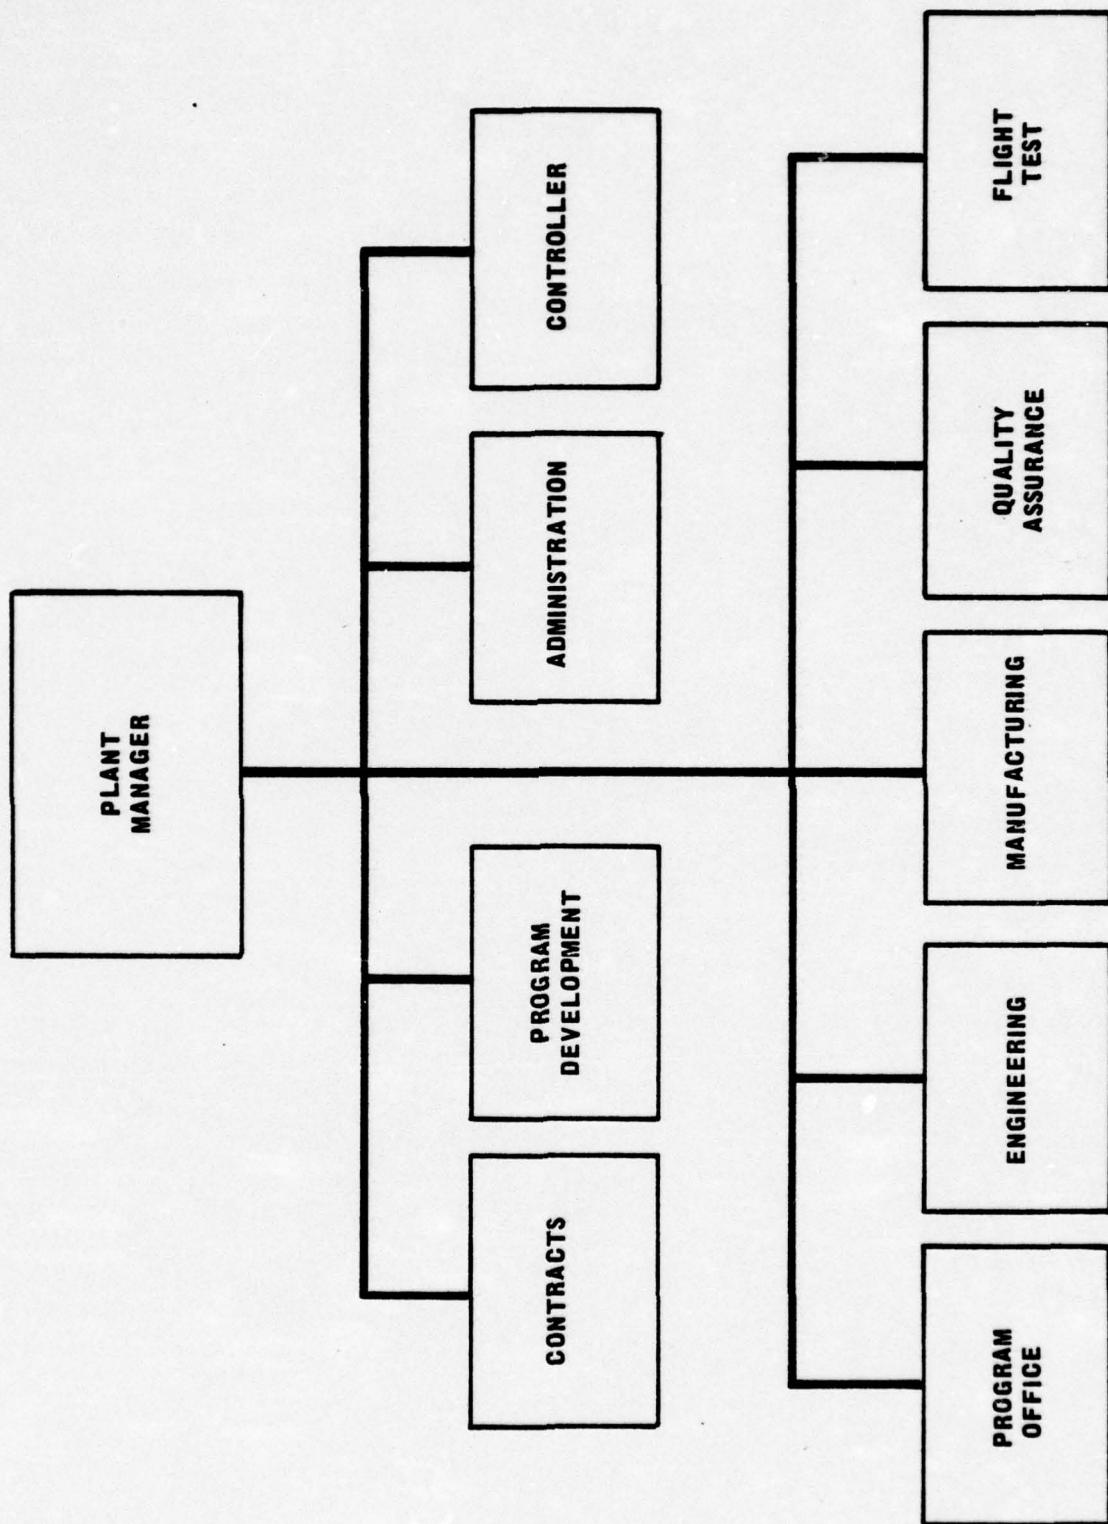 PLANT
MANAGER
CONTRACTS
PROGRAM
DEVELOPMENT
ADMINISTRATION
CONTROLLER
PROGRAM
OFFICE
ENGINEERING
MANUFACTURING
QUALITY
ASSURANCE
FLIGHT
TEST